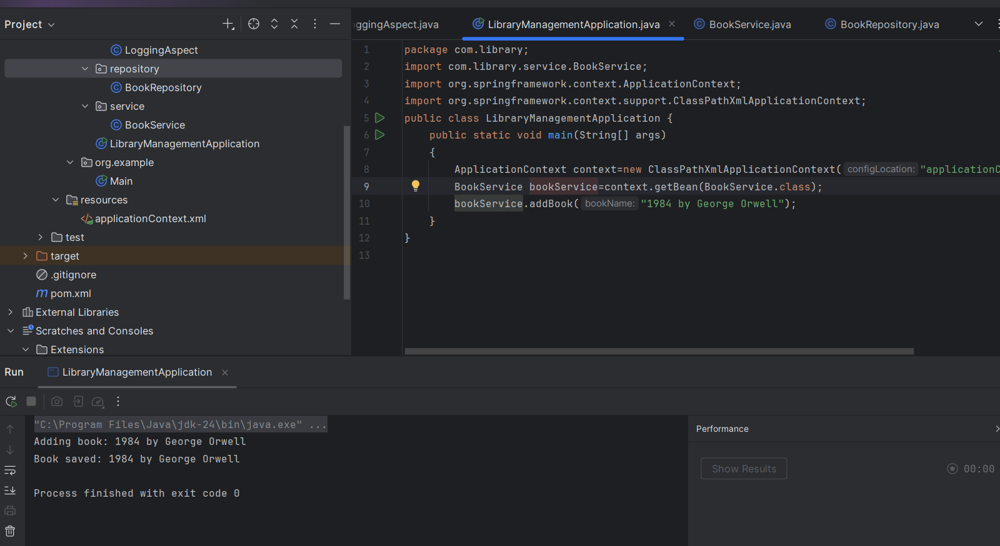 Project
LoggingAspect
repository
BookRepository
service
BookService
LibraryManagementApplication
org.example
Main
resources
applicationContext.xml
test
target
.gitignore
pom.xml
External Libraries
Scratches and Consoles
Extensions
ggingAspect.java LibraryManagementApplication.java BookService.java BookRepository.java
1 package com.library;
2 import com.library.service.BookService;
3 import org.springframework.context.ApplicationContext;
4 import org.springframework.context.support.ClassPathXmlApplicationContext;
5 public class LibraryManagementApplication {
6 public static void main(String[] args)
7 {
8 ApplicationContext context=new ClassPathXmlApplicationContext( configLocation: "applicationC
9 BookService bookService=context.getBean(BookService.class);
10 bookService.addBook( bookName: "1984 by George Orwell");
11 }
12 }
13
Run LibraryManagementApplication
"C:\Program Files\Java\jdk-24\bin\java.exe" ...
Adding book: 1984 by George Orwell
Book saved: 1984 by George Orwell
Process finished with exit code 0
Performance
Show Results 00:00